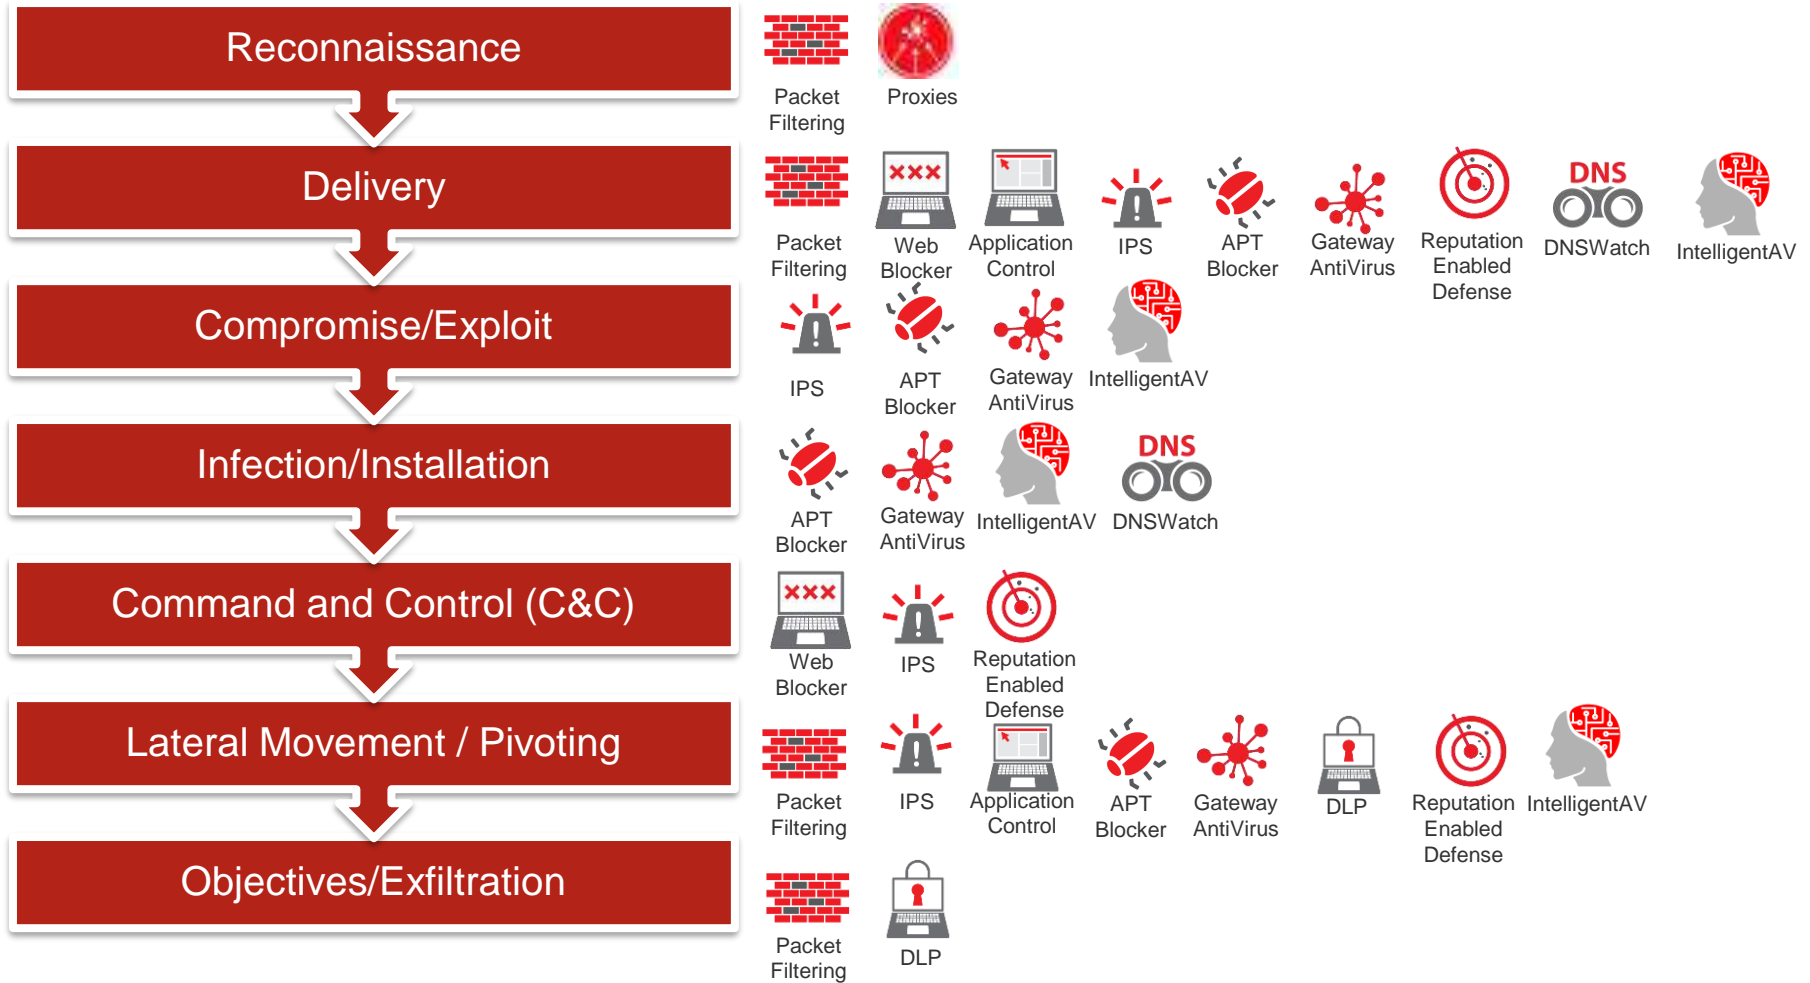 Reconnaissance
Packet
Filtering
Proxies
Delivery
Packet
Filtering
Web
Blocker
Application
Control
IPS
APT
Blocker
Gateway
AntiVirus
Reputation
Enabled
Defense
DNS
DNSWatch
IntelligentAV
Compromise/Exploit
IPS
APT
Blocker
Gateway
AntiVirus
IntelligentAV
Infection/Installation
APT
Blocker
Gateway
AntiVirus
IntelligentAV
DNS
DNSWatch
Command and Control (C&C)
Web
Blocker
IPS
Reputation
Enabled
Defense
Lateral Movement / Pivoting
Packet
Filtering
IPS
Application
Control
APT
Blocker
Gateway
AntiVirus
DLP
Reputation
Enabled
Defense
IntelligentAV
Objectives/Exfiltration
Packet
Filtering
DLP